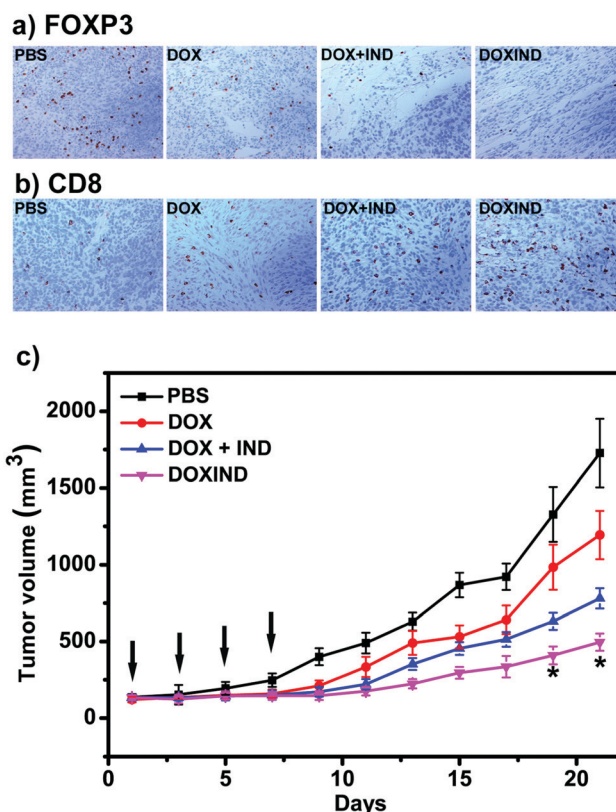 a) FOXP3
PBS DOX DOX+IND DOXIND
b) CD8
PBS DOX DOX+IND DOXIND
c)
PBS
DOX
DOX + IND
DOXIND
Tumor volume (mm³)
2000
1500
1000
500
0
* *
0 5 10 15 20
Days